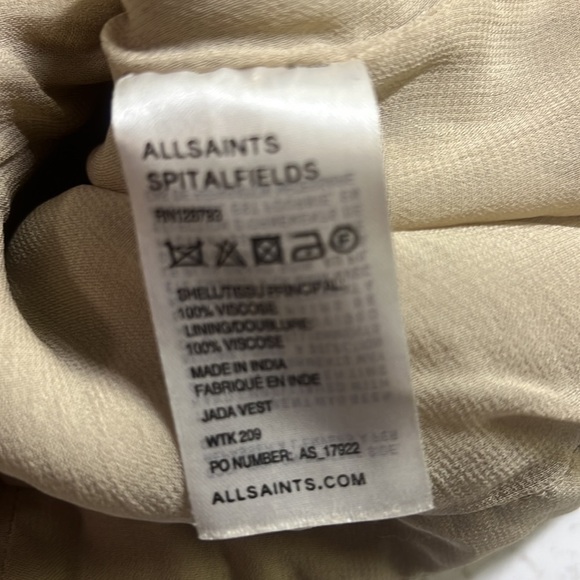 ALLSAINTS
SPITALFIELDS
RN128793
F
SHELL/TISSU PRINCIPAL:
100% VISCOSE
LINING/DOUBLURE:
100% VISCOSE
MADE IN INDIA
FABRIQUÉ EN INDE
JADA VEST
WTK 209
PO NUMBER: AS_17922
ALLSAINTS.COM